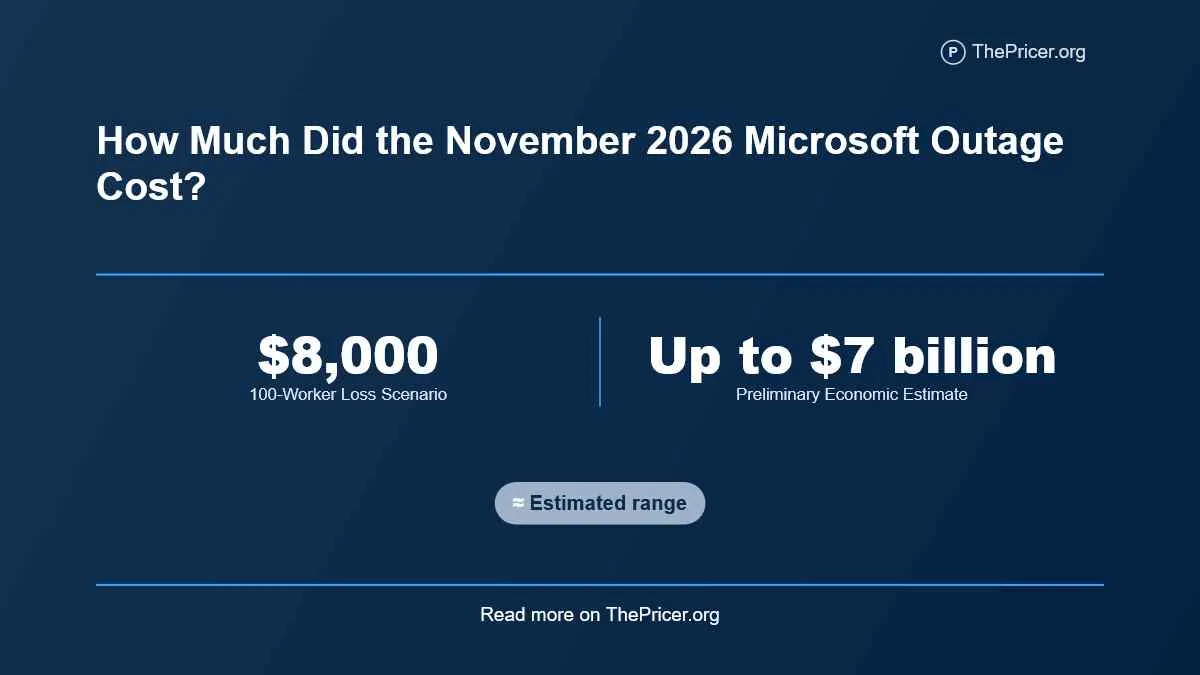 P ThePricer.org
How Much Did the November 2026 Microsoft Outage
Cost?
$8,000
100-Worker Loss Scenario
Up to $7 billion
Preliminary Economic Estimate
≈ Estimated range
Read more on ThePricer.org